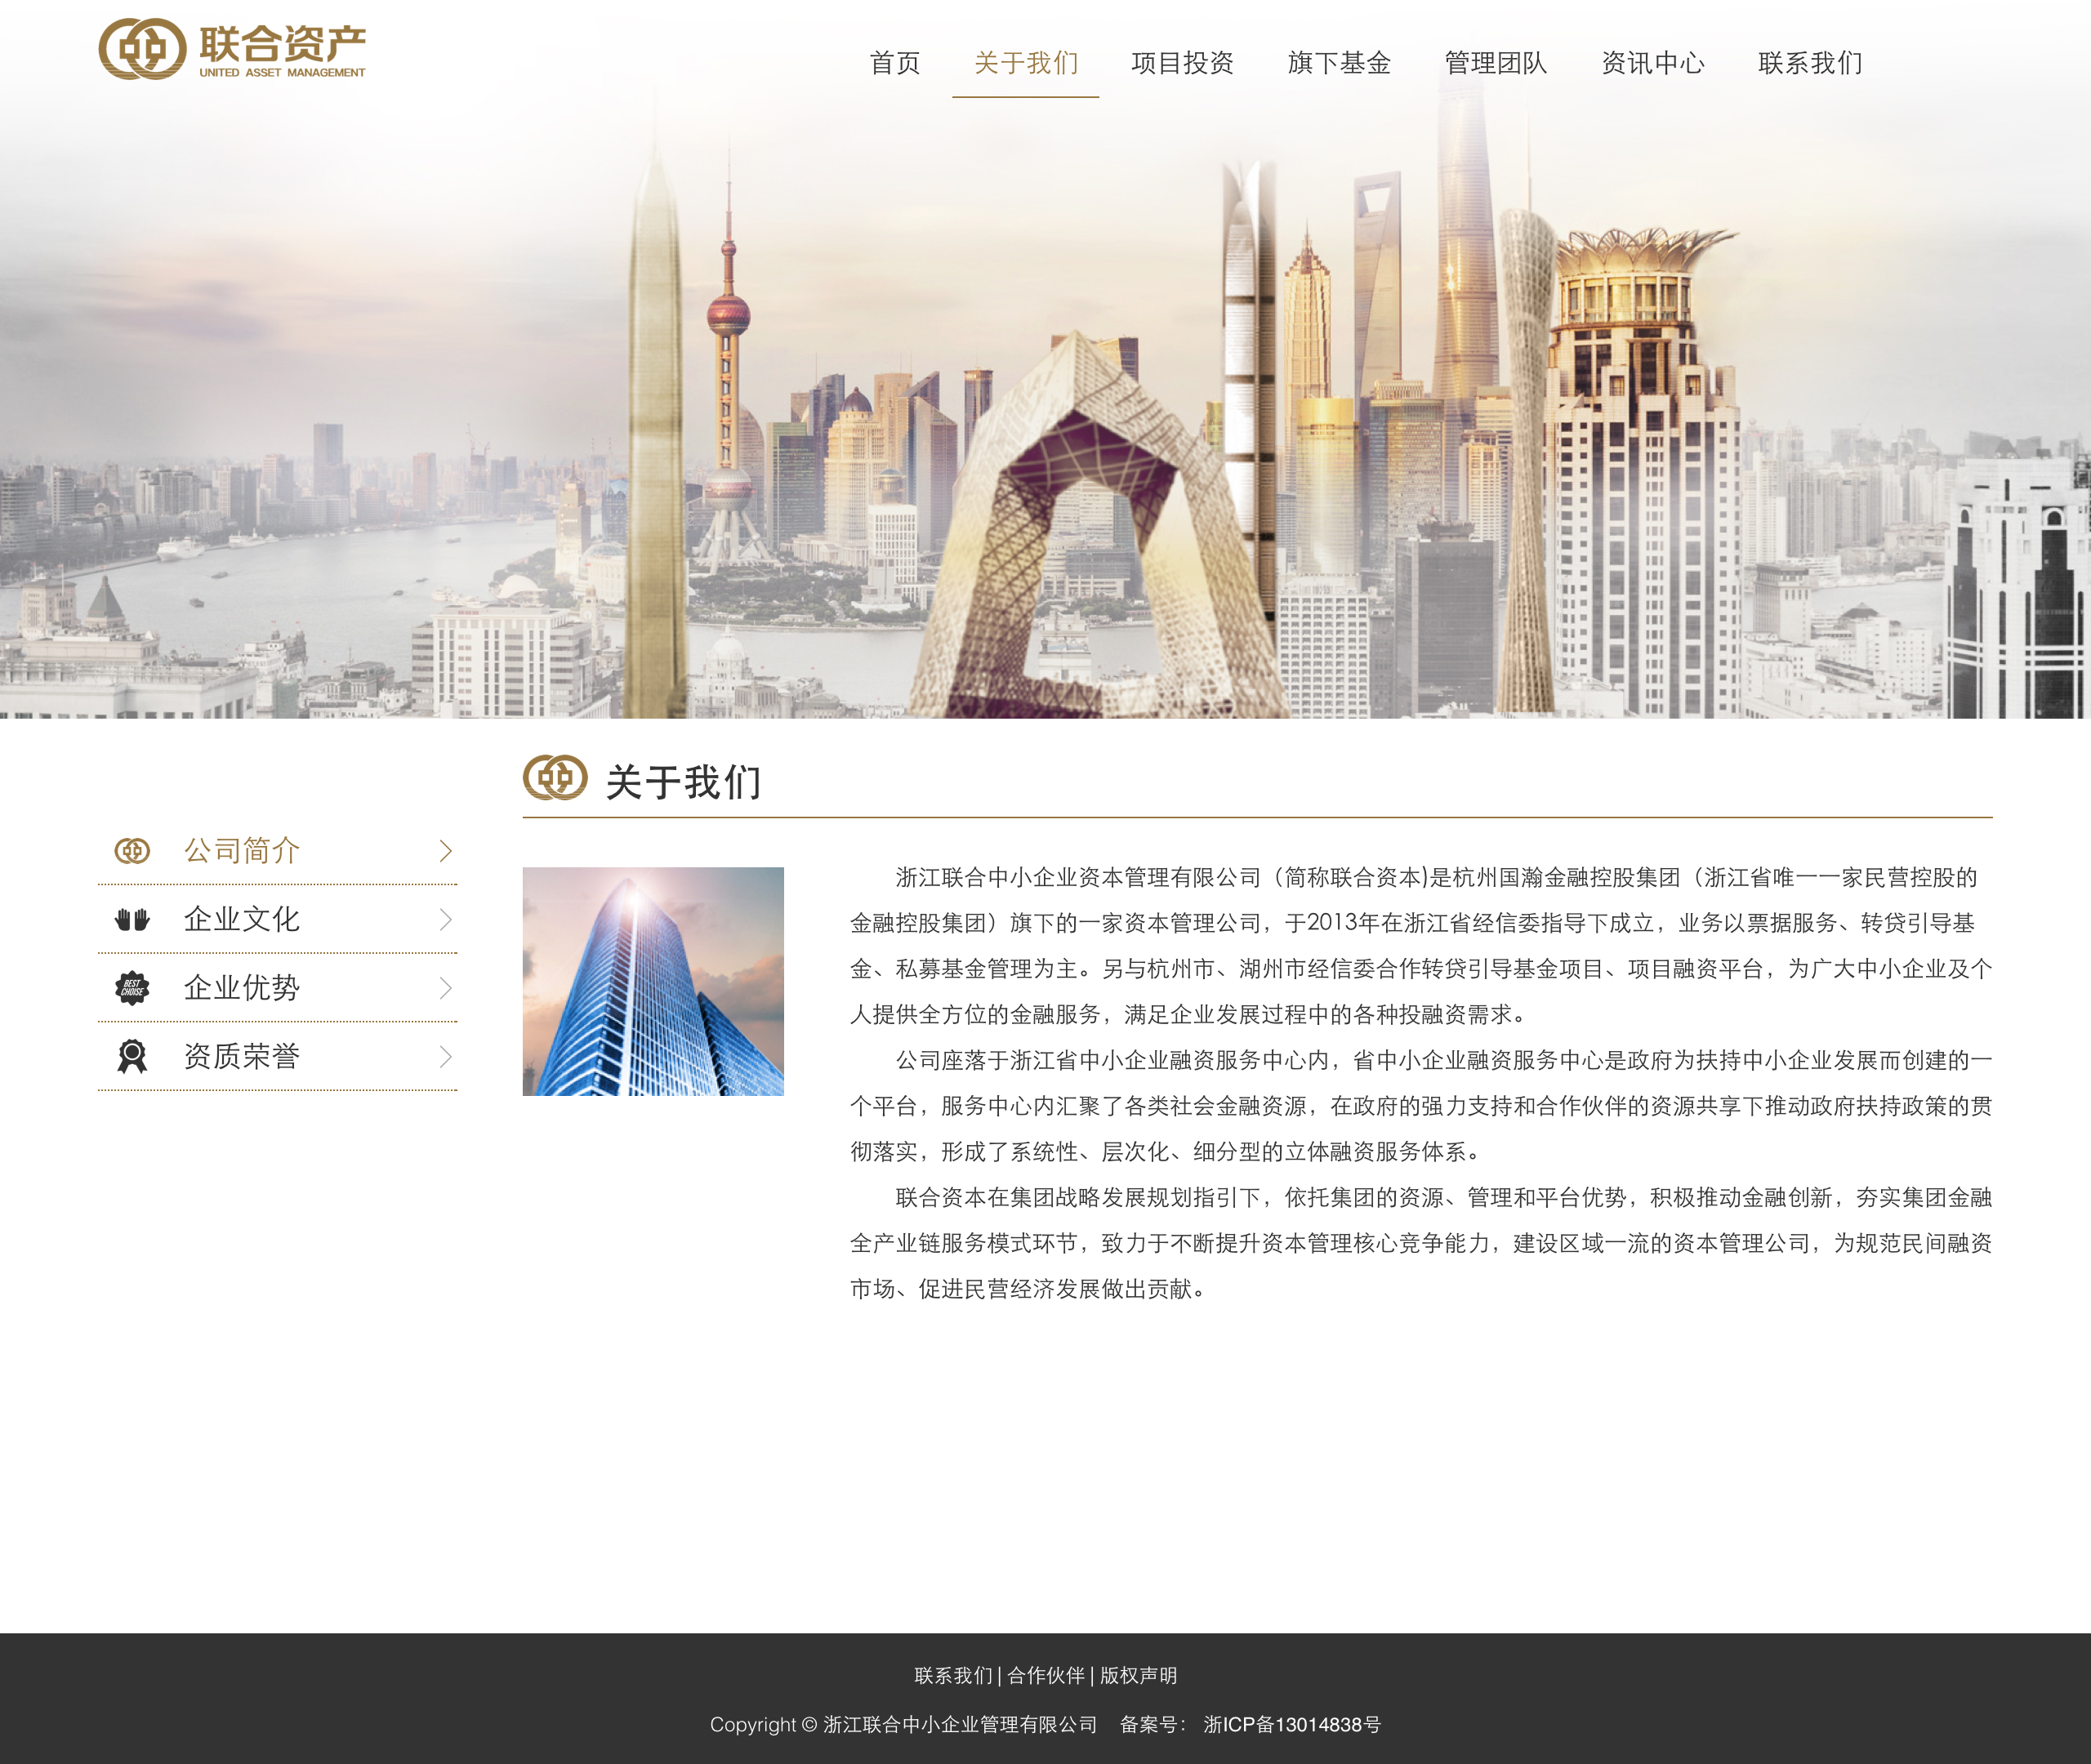 联合资产
UNITED ASSET MANAGEMENT
首页 关于我们 项目投资 旗下基金 管理团队 资讯中心 联系我们
关于我们
公司简介
企业文化
BEST
CHOISE
企业优势
资质荣誉
浙江联合中小企业资本管理有限公司（简称联合资本)是杭州国瀚金融控股集团（浙江省唯一一家民营控股的
金融控股集团）旗下的一家资本管理公司，于2013年在浙江省经信委指导下成立，业务以票据服务、转贷引导基
金、私募基金管理为主。另与杭州市、湖州市经信委合作转贷引导基金项目、项目融资平台，为广大中小企业及个
人提供全方位的金融服务，满足企业发展过程中的各种投融资需求。
公司座落于浙江省中小企业融资服务中心内，省中小企业融资服务中心是政府为扶持中小企业发展而创建的一
个平台，服务中心内汇聚了各类社会金融资源，在政府的强力支持和合作伙伴的资源共享下推动政府扶持政策的贯
彻落实，形成了系统性、层次化、细分型的立体融资服务体系。
联合资本在集团战略发展规划指引下，依托集团的资源、管理和平台优势，积极推动金融创新，夯实集团金融
全产业链服务模式环节，致力于不断提升资本管理核心竞争能力，建设区域一流的资本管理公司，为规范民间融资
市场、促进民营经济发展做出贡献。
联系我们 | 合作伙伴 | 版权声明
Copyright © 浙江联合中小企业管理有限公司 备案号： 浙ICP备13014838号